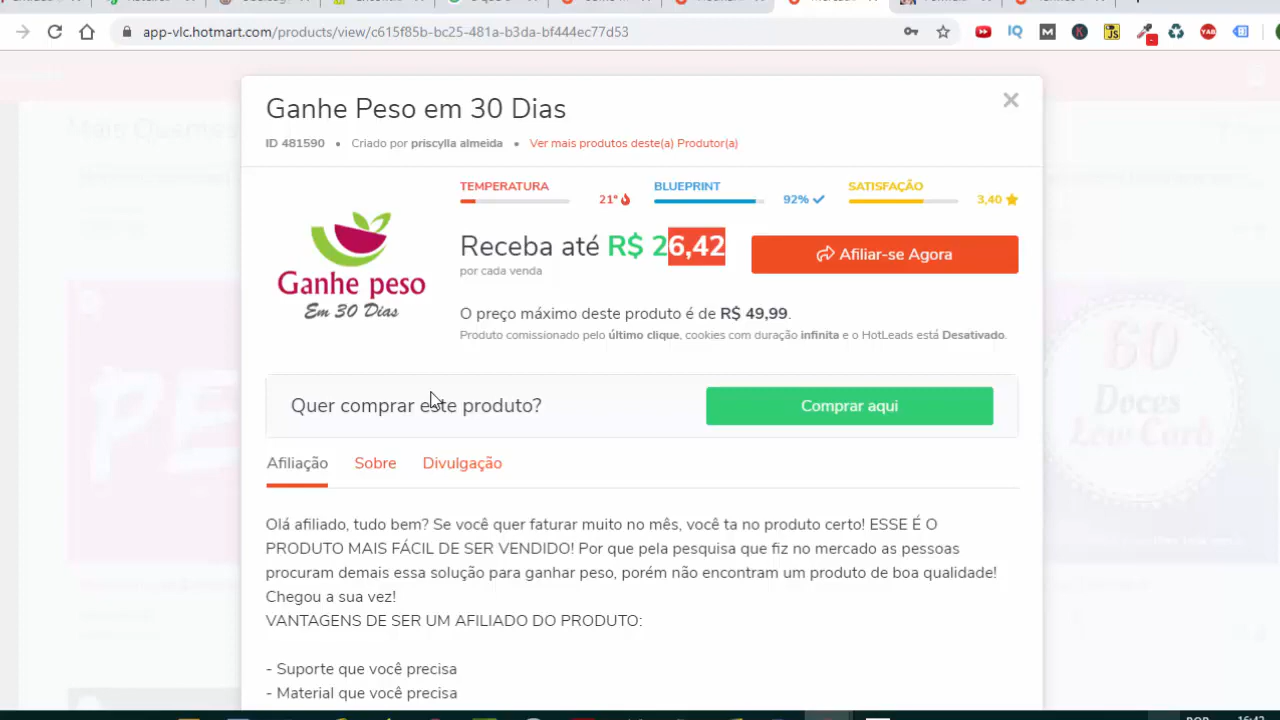 app-vlc.hotmart.com/products/view/c615f85b-bc25-481a-b3da-bf444ec77d53
Ganhe Peso em 30 Dias
ID 481590 • Criado por priscylla almeida • Ver mais produtos deste(a) Produtor(a)
TEMPERATURA 21° BLUEPRINT 92% SATISFAÇÃO 3,40
Receba até R$ 26,42
por cada venda
Afiliar-se Agora
Ganhe peso
Em 30 Dias
O preço máximo deste produto é de R$ 49,99.
Produto comissionado pelo último clique, cookies com duração infinita e o HotLeads está Desativado.
Quer comprar este produto?
Comprar aqui
Afiliação Sobre Divulgação
Olá afiliado, tudo bem? Se você quer faturar muito no mês, você ta no produto certo! ESSE É O
PRODUTO MAIS FÁCIL DE SER VENDIDO! Por que pela pesquisa que fiz no mercado as pessoas
procuram demais essa solução para ganhar peso, porém não encontram um produto de boa qualidade!
Chegou a sua vez!
VANTAGENS DE SER UM AFILIADO DO PRODUTO:
- Suporte que você precisa
- Material que você precisa
60
Doces
Low Carb